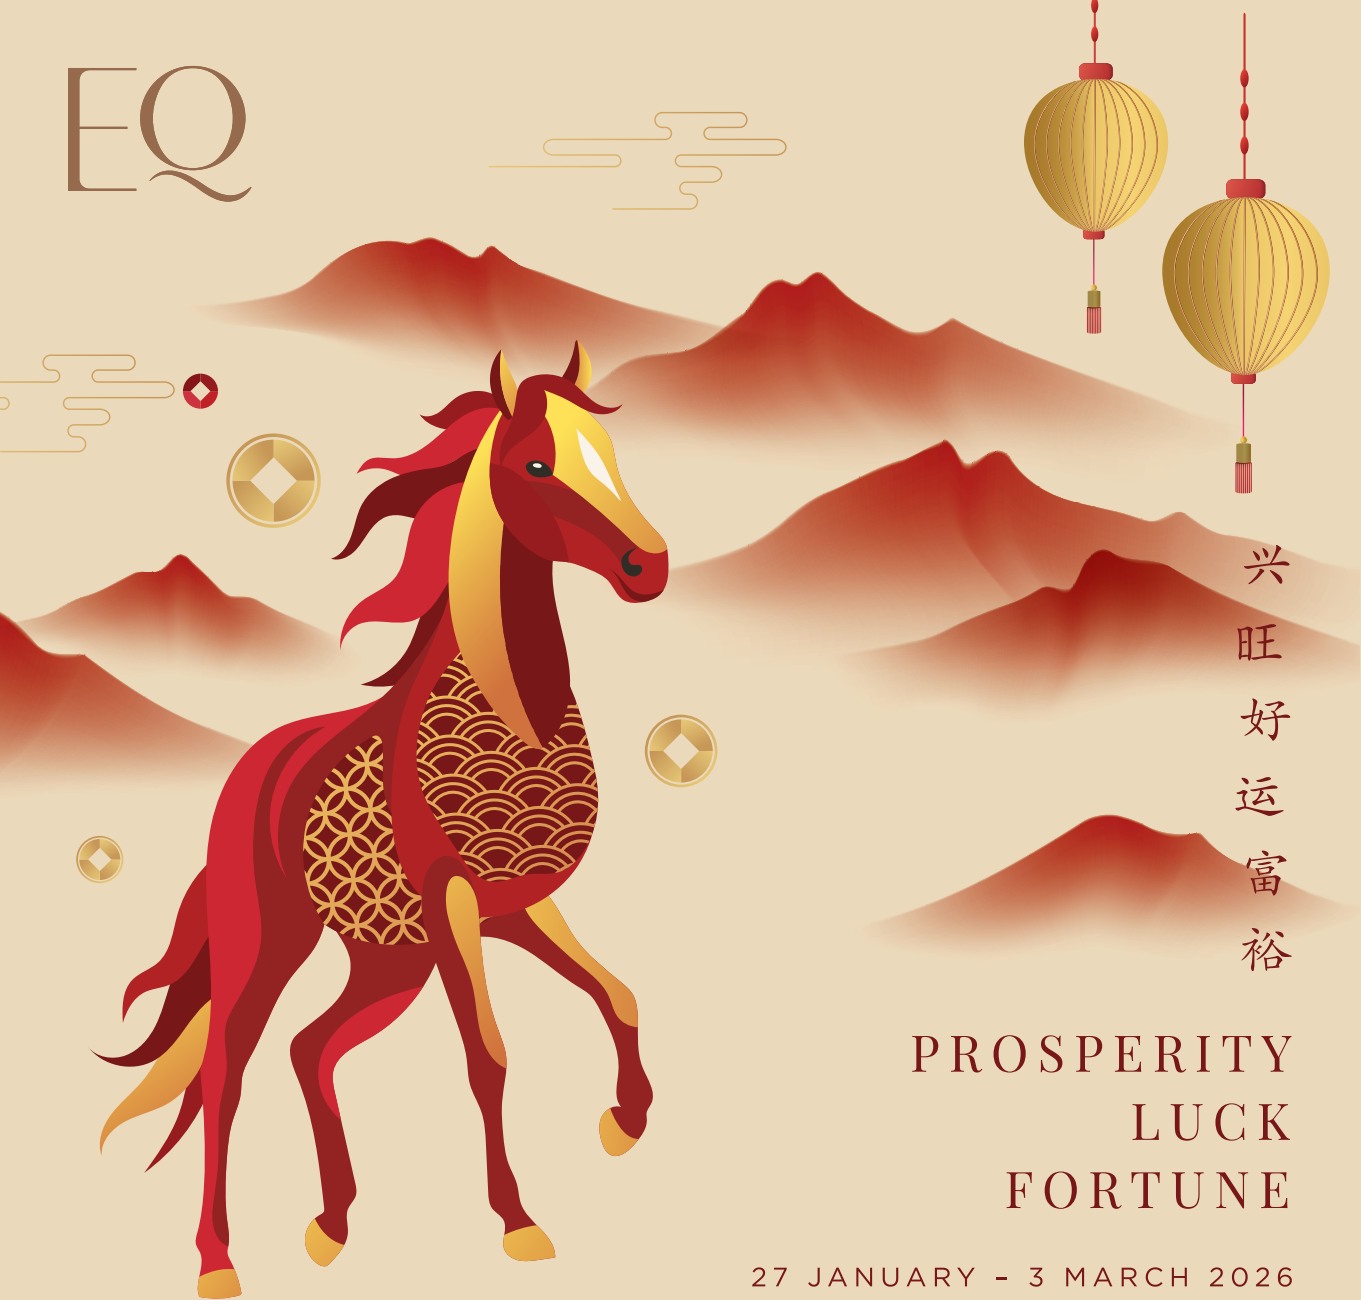 EQ
兴旺好运富裕
PROSPERITY
LUCK
FORTUNE
27 JANUARY – 3 MARCH 2026